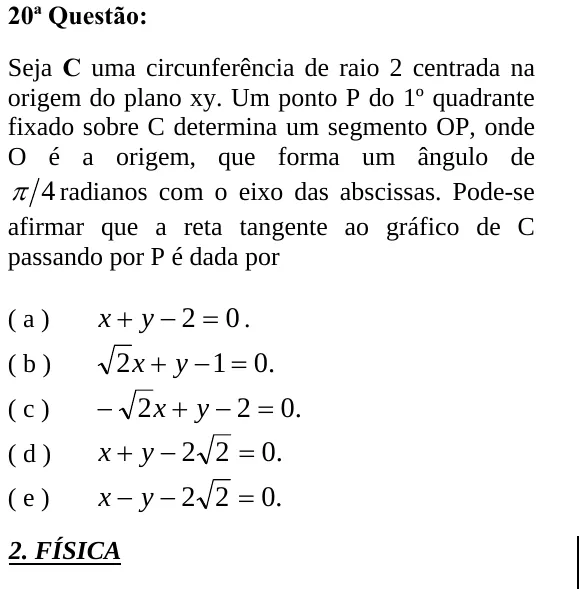 20ª Questão:
Seja C uma circunferência de raio 2 centrada na
origem do plano xy. Um ponto P do 1º quadrante
fixado sobre C determina um segmento OP, onde
O é a origem, que forma um ângulo de
π/4 radianos com o eixo das abscissas. Pode-se
afirmar que a reta tangente ao gráfico de C
passando por P é dada por
( a ) x + y − 2 = 0 .
( b ) √2x + y − 1 = 0.
( c ) − √2x + y − 2 = 0.
( d ) x + y − 2√2 = 0.
( e ) x − y − 2√2 = 0.
2. FÍSICA